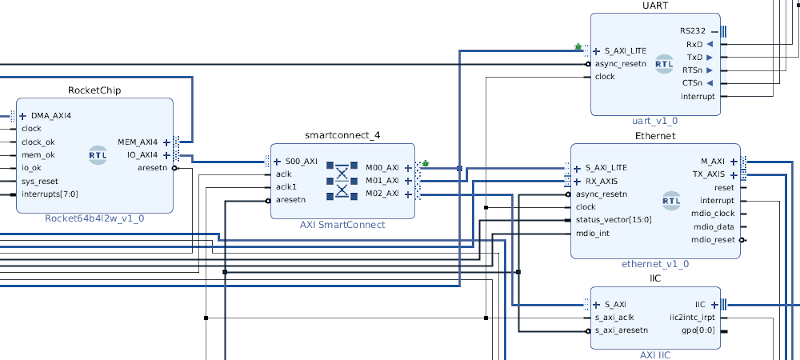 UART
RS232
S_AXI_LITE
RxD
async_resetn
RTL
TxD
clock
RTSn
CTSn
interrupt
uart_v1_0
RocketChip
DMA_AXI4
clock
clock_ok
MEM_AXI4
mem_ok
RTL
IO_AXI4
io_ok
aresetn
sys_reset
interrupts[7:0]
Rocket64b4l2w_v1_0
smartconnect_4
S00_AXI
M00_AXI
aclk
M01_AXI
aclk1
M02_AXI
aresetn
AXI SmartConnect
Ethernet
S_AXI_LITE
M_AXI
RX_AXIS
TX_AXIS
async_resetn
reset
clock
RTL
interrupt
status_vector[15:0]
mdio_clock
mdio_int
mdio_data
mdio_reset
ethernet_v1_0
IIC
S_AXI
IIC
s_axi_aclk
iic2intc_irpt
s_axi_aresetn
gpo[0:0]
AXI IIC